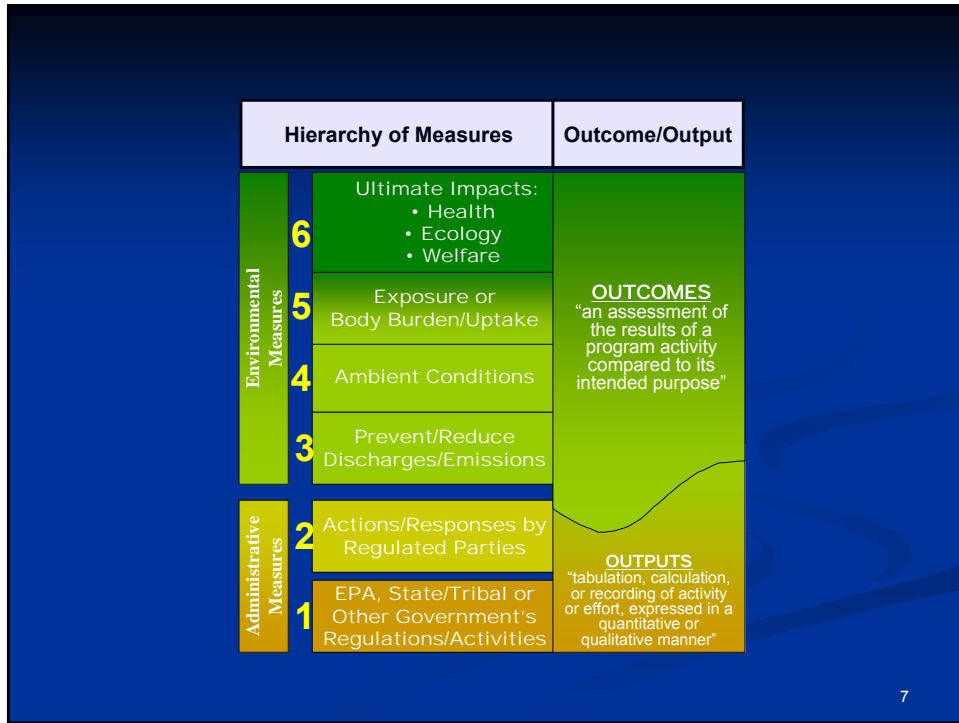 Hierarchy of Measures
Outcome/Output
Environmental
Measures
6
Ultimate Impacts:
• Health
• Ecology
• Welfare
5
Exposure or
Body Burden/Uptake
4
Ambient Conditions
3
Prevent/Reduce
Discharges/Emissions
OUTCOMES
“an assessment of
the results of a
program activity
compared to its
intended purpose”
Administrative
Measures
2
Actions/Responses by
Regulated Parties
1
EPA, State/Tribal or
Other Government’s
Regulations/Activities
OUTPUTS
“tabulation, calculation,
or recording of activity
or effort, expressed in a
quantitative or
qualitative manner”
7